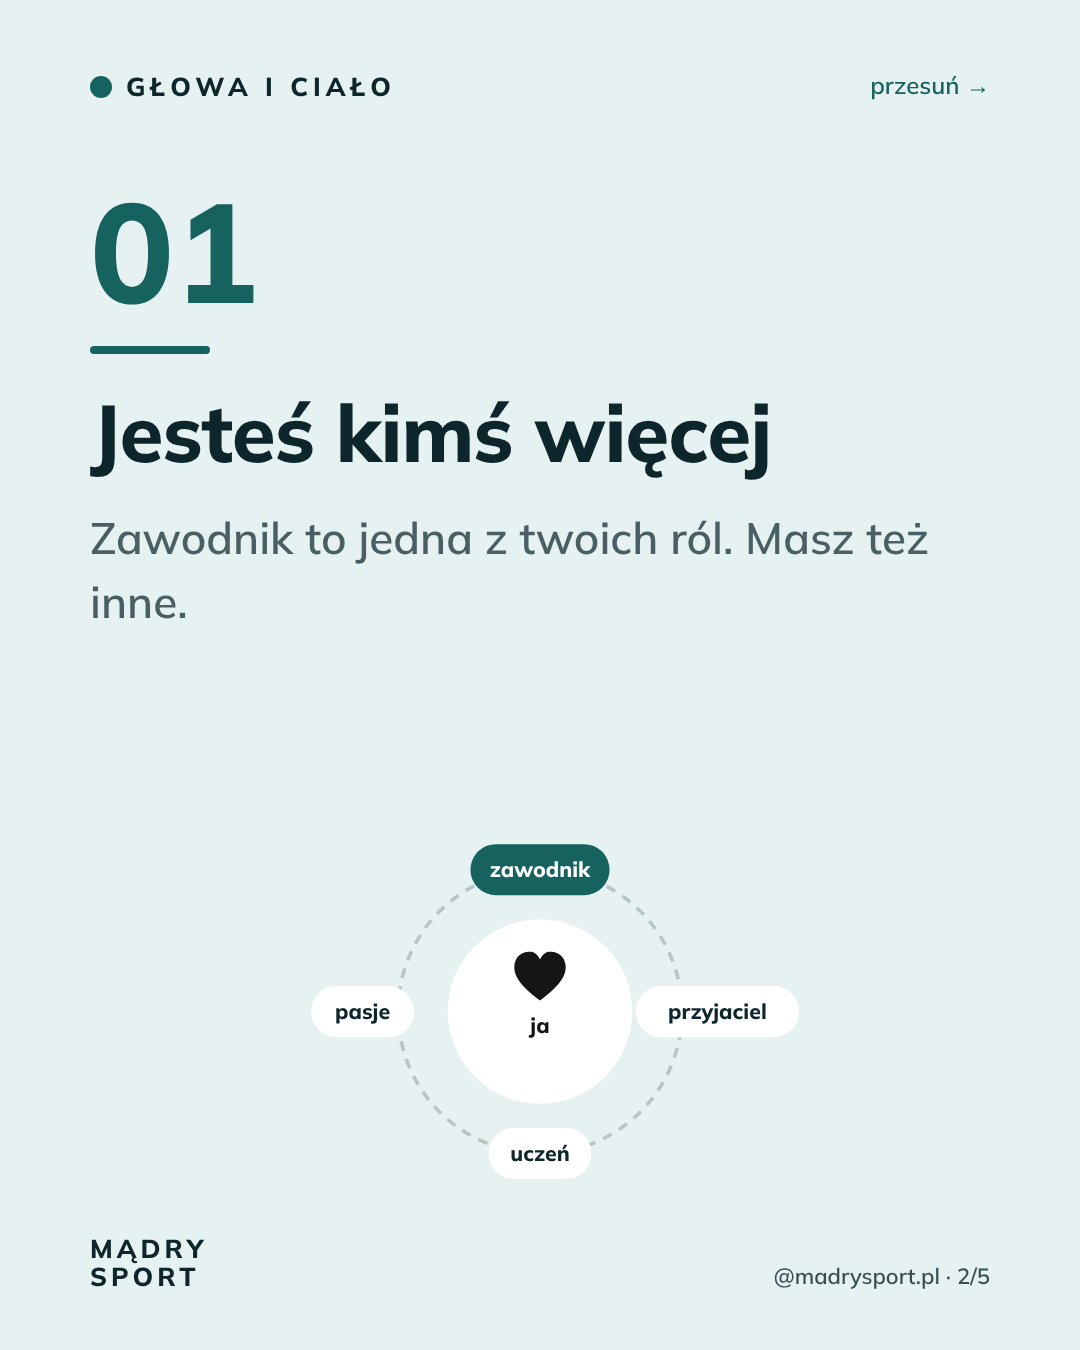 GŁOWA I CIAŁO
przesuń →
01
Jesteś kimś więcej
Zawodnik to jedna z twoich ról. Masz też
inne.
zawodnik
pasje
ja
przyjaciel
uczeń
MĄDRY
SPORT
@madrysport.pl · 2/5